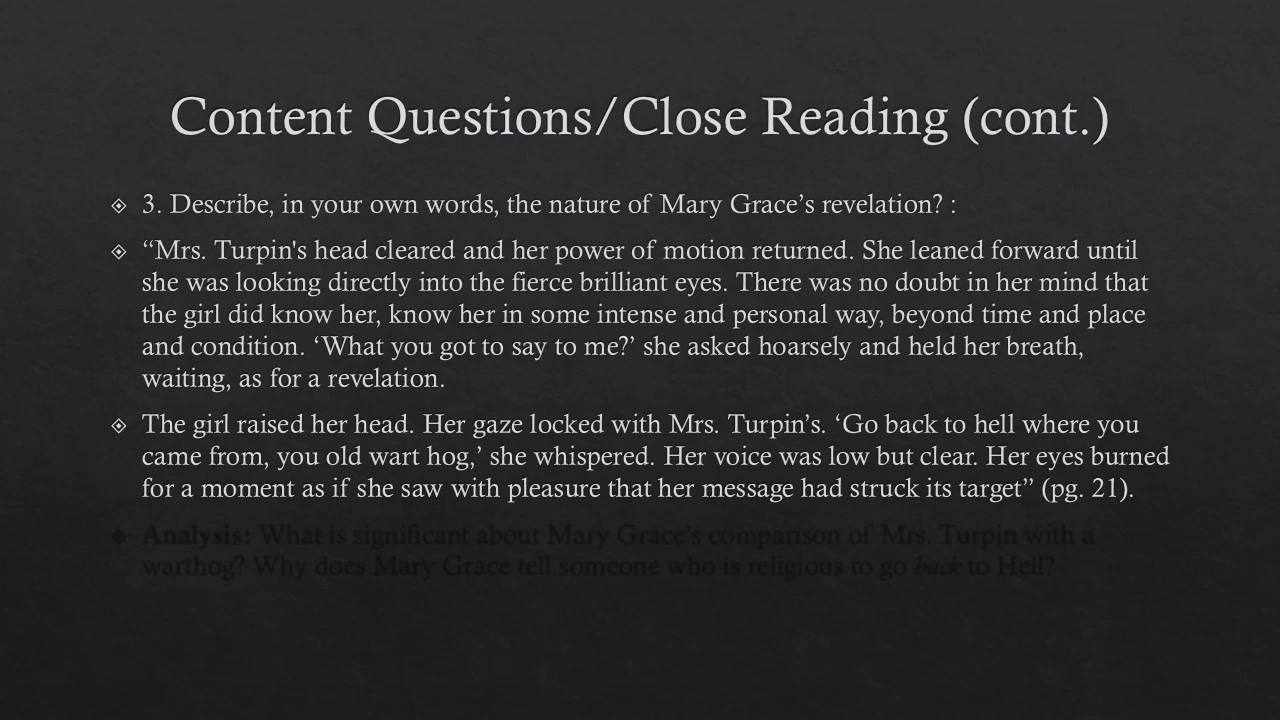 Content Questions/Close Reading (cont.)
3. Describe, in your own words, the nature of Mary Grace’s revelation? :
“Mrs. Turpin's head cleared and her power of motion returned. She leaned forward until
she was looking directly into the fierce brilliant eyes. There was no doubt in her mind that
the girl did know her, know her in some intense and personal way, beyond time and place
and condition. ‘What you got to say to me?’ she asked hoarsely and held her breath,
waiting, as for a revelation.
The girl raised her head. Her gaze locked with Mrs. Turpin’s. ‘Go back to hell where you
came from, you old wart hog,’ she whispered. Her voice was low but clear. Her eyes burned
for a moment as if she saw with pleasure that her message had struck its target” (pg. 21).
Analysis: What is significant about Mary Grace’s comparison of Mrs. Turpin with a
warthog? Why does Mary Grace tell someone who is religious to go back to Hell?